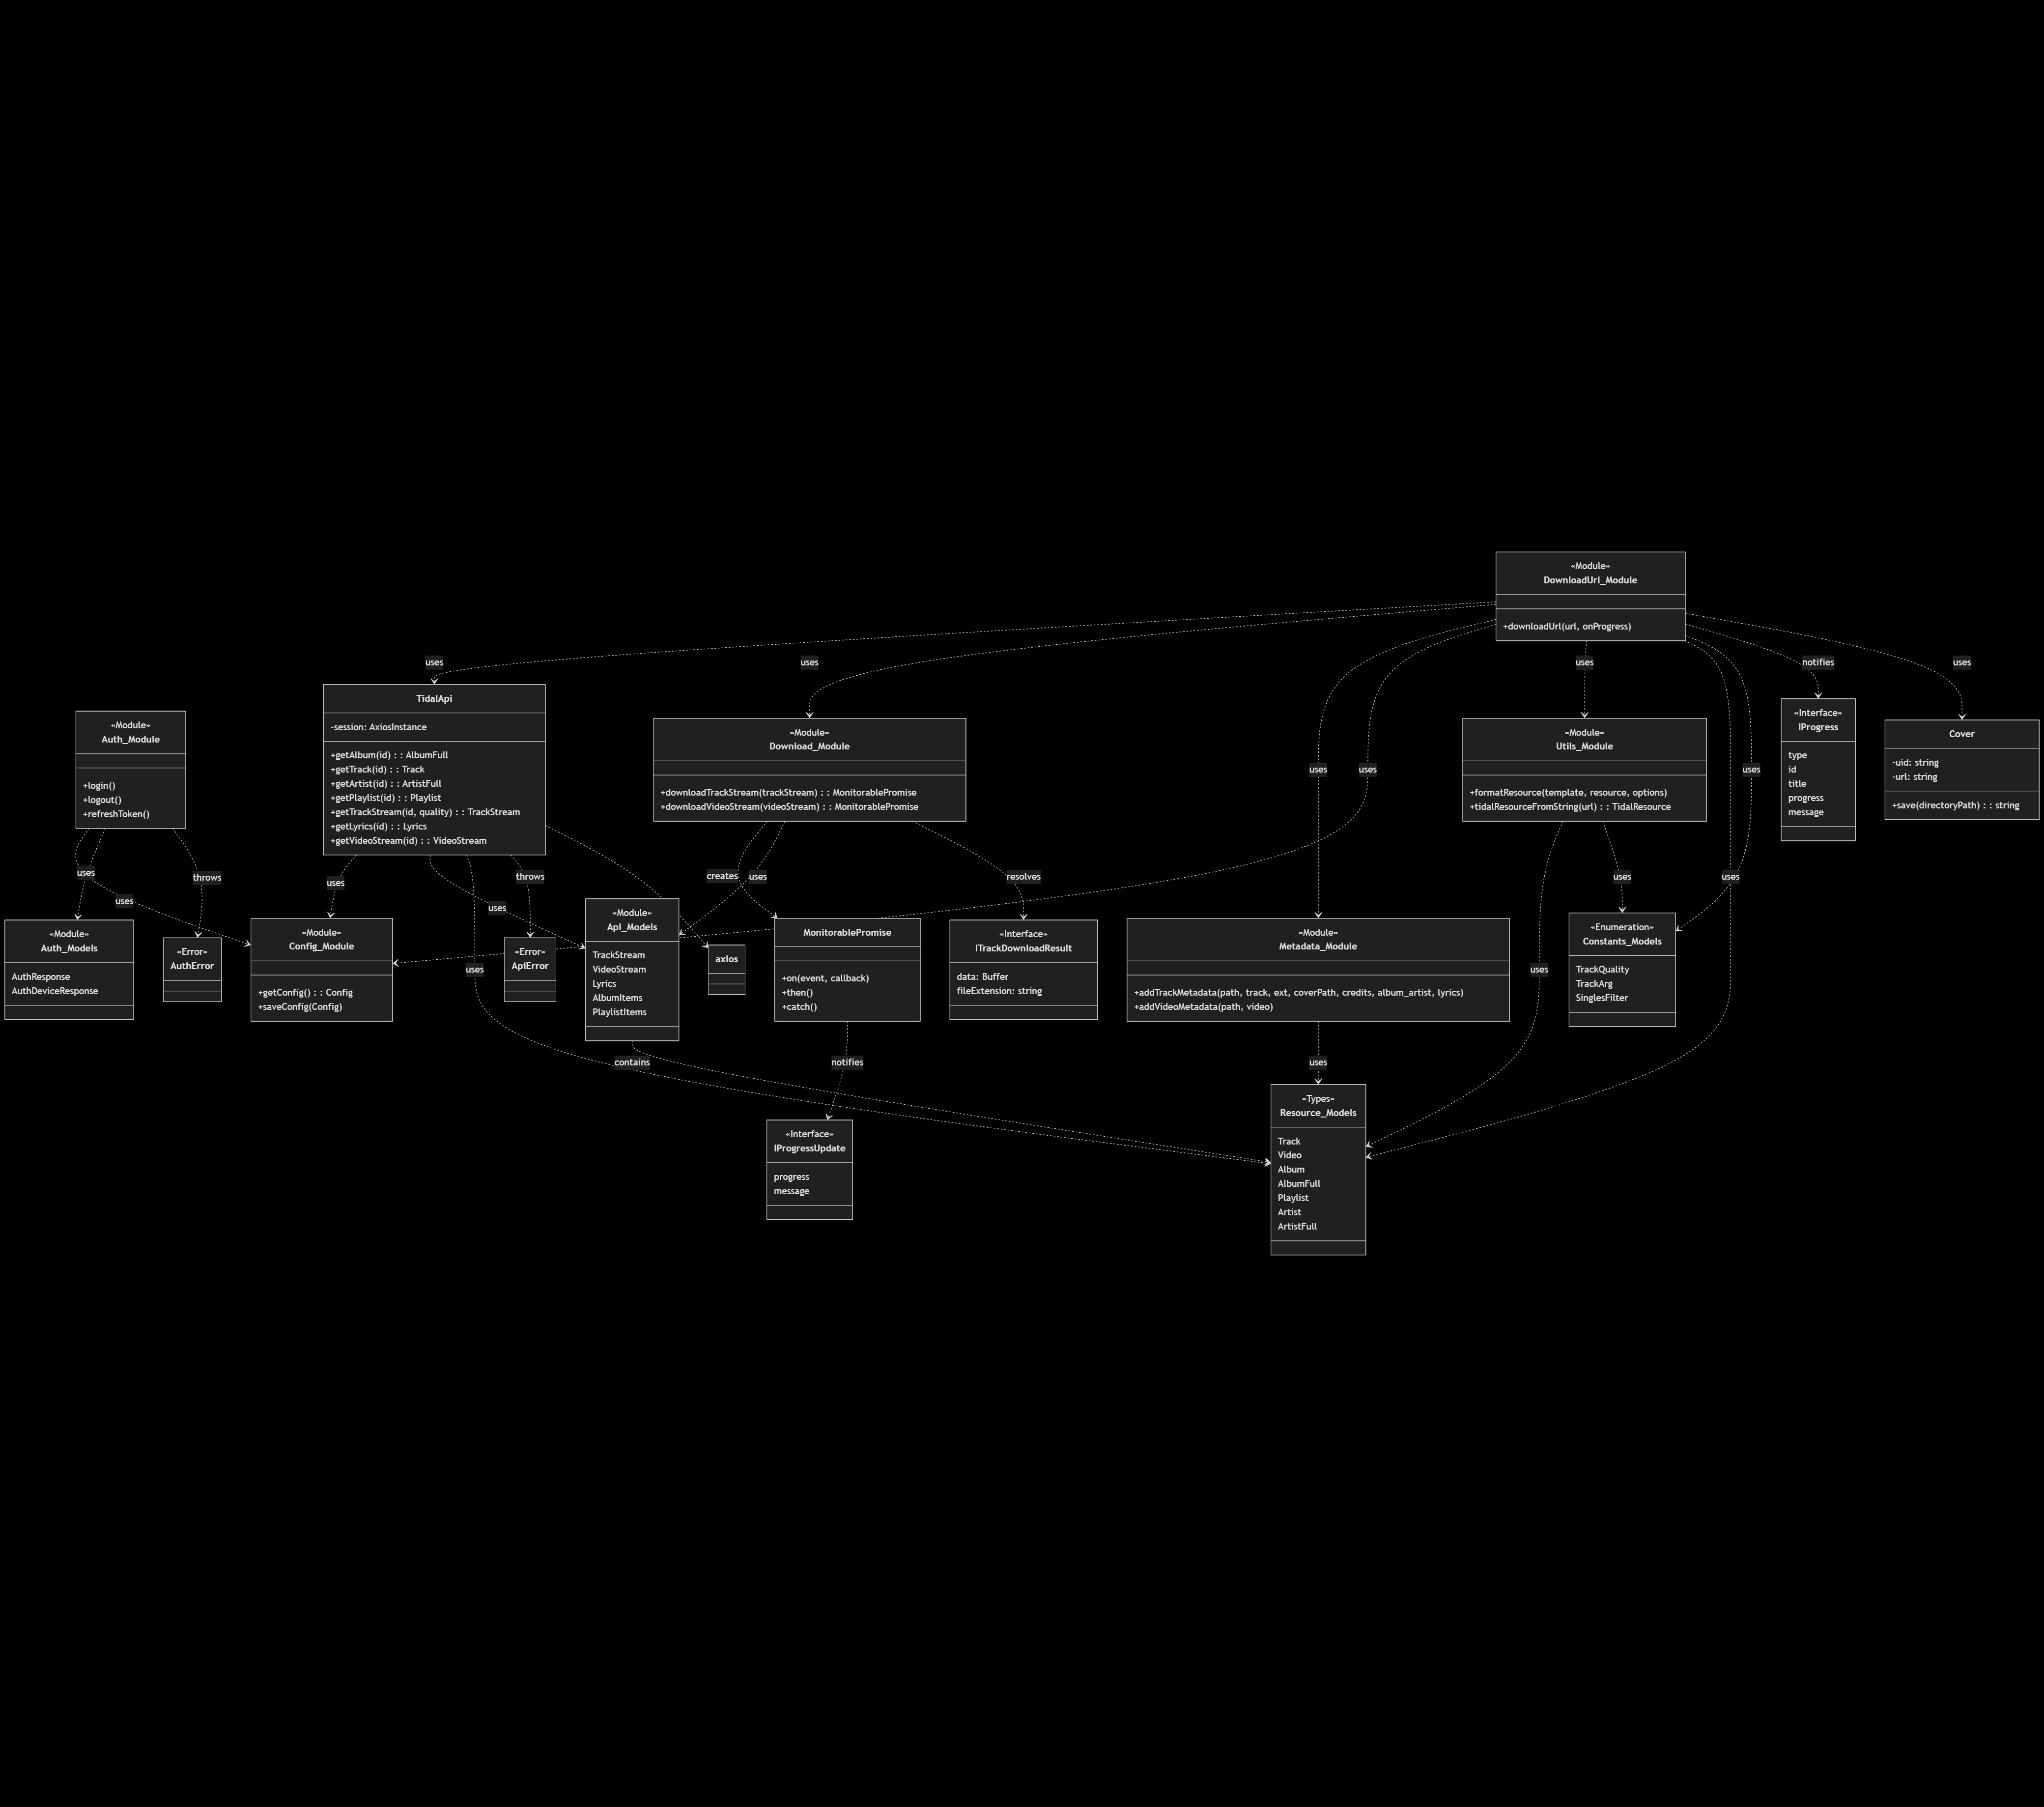 «Module»
DownloadUrl_Module
+downloadUrl(url, onProgress)
uses
uses
uses
notifies
uses
TidalApi
-session: AxiosInstance
+getAlbum(id) : : AlbumFull
+getTrack(id) : : Track
+getArtist(id) : : ArtistFull
+getPlaylist(id) : : Playlist
+getTrackStream(id, quality) : : TrackStream
+getLyrics(id) : : Lyrics
+getVideoStream(id) : : VideoStream
«Module»
Auth_Module
+login()
+logout()
+refreshToken()
«Module»
Download_Module
+downloadTrackStream(trackStream) : : MonitorablePromise
+downloadVideoStream(videoStream) : : MonitorablePromise
uses
uses
«Module»
Utils_Module
+formatResource(template, resource, options)
+tidalResourceFromString(url) : : TidalResource
uses
«Interface»
IProgress
type
id
title
progress
message
Cover
-uid: string
-url: string
+save(directoryPath) : : string
uses
uses
throws
uses
uses
throws
creates
uses
resolves
uses
uses
«Module»
Auth_Models
AuthResponse
AuthDeviceResponse
«Error»
AuthError
«Module»
Config_Module
+getConfig() : : Config
+saveConfig(Config)
uses
«Error»
ApiError
«Module»
Api_Models
TrackStream
VideoStream
Lyrics
AlbumItems
PlaylistItems
axios
MonitorablePromise
+on(event, callback)
+then()
+catch()
«Interface»
ITrackDownloadResult
data: Buffer
fileExtension: string
«Module»
Metadata_Module
+addTrackMetadata(path, track, ext, coverPath, credits, album_artist, lyrics)
+addVideoMetadata(path, video)
uses
«Enumeration»
Constants_Models
TrackQuality
TrackArg
SinglesFilter
contains
notifies
uses
«Interface»
IProgressUpdate
progress
message
«Types»
Resource_Models
Track
Video
Album
AlbumFull
Playlist
Artist
ArtistFull